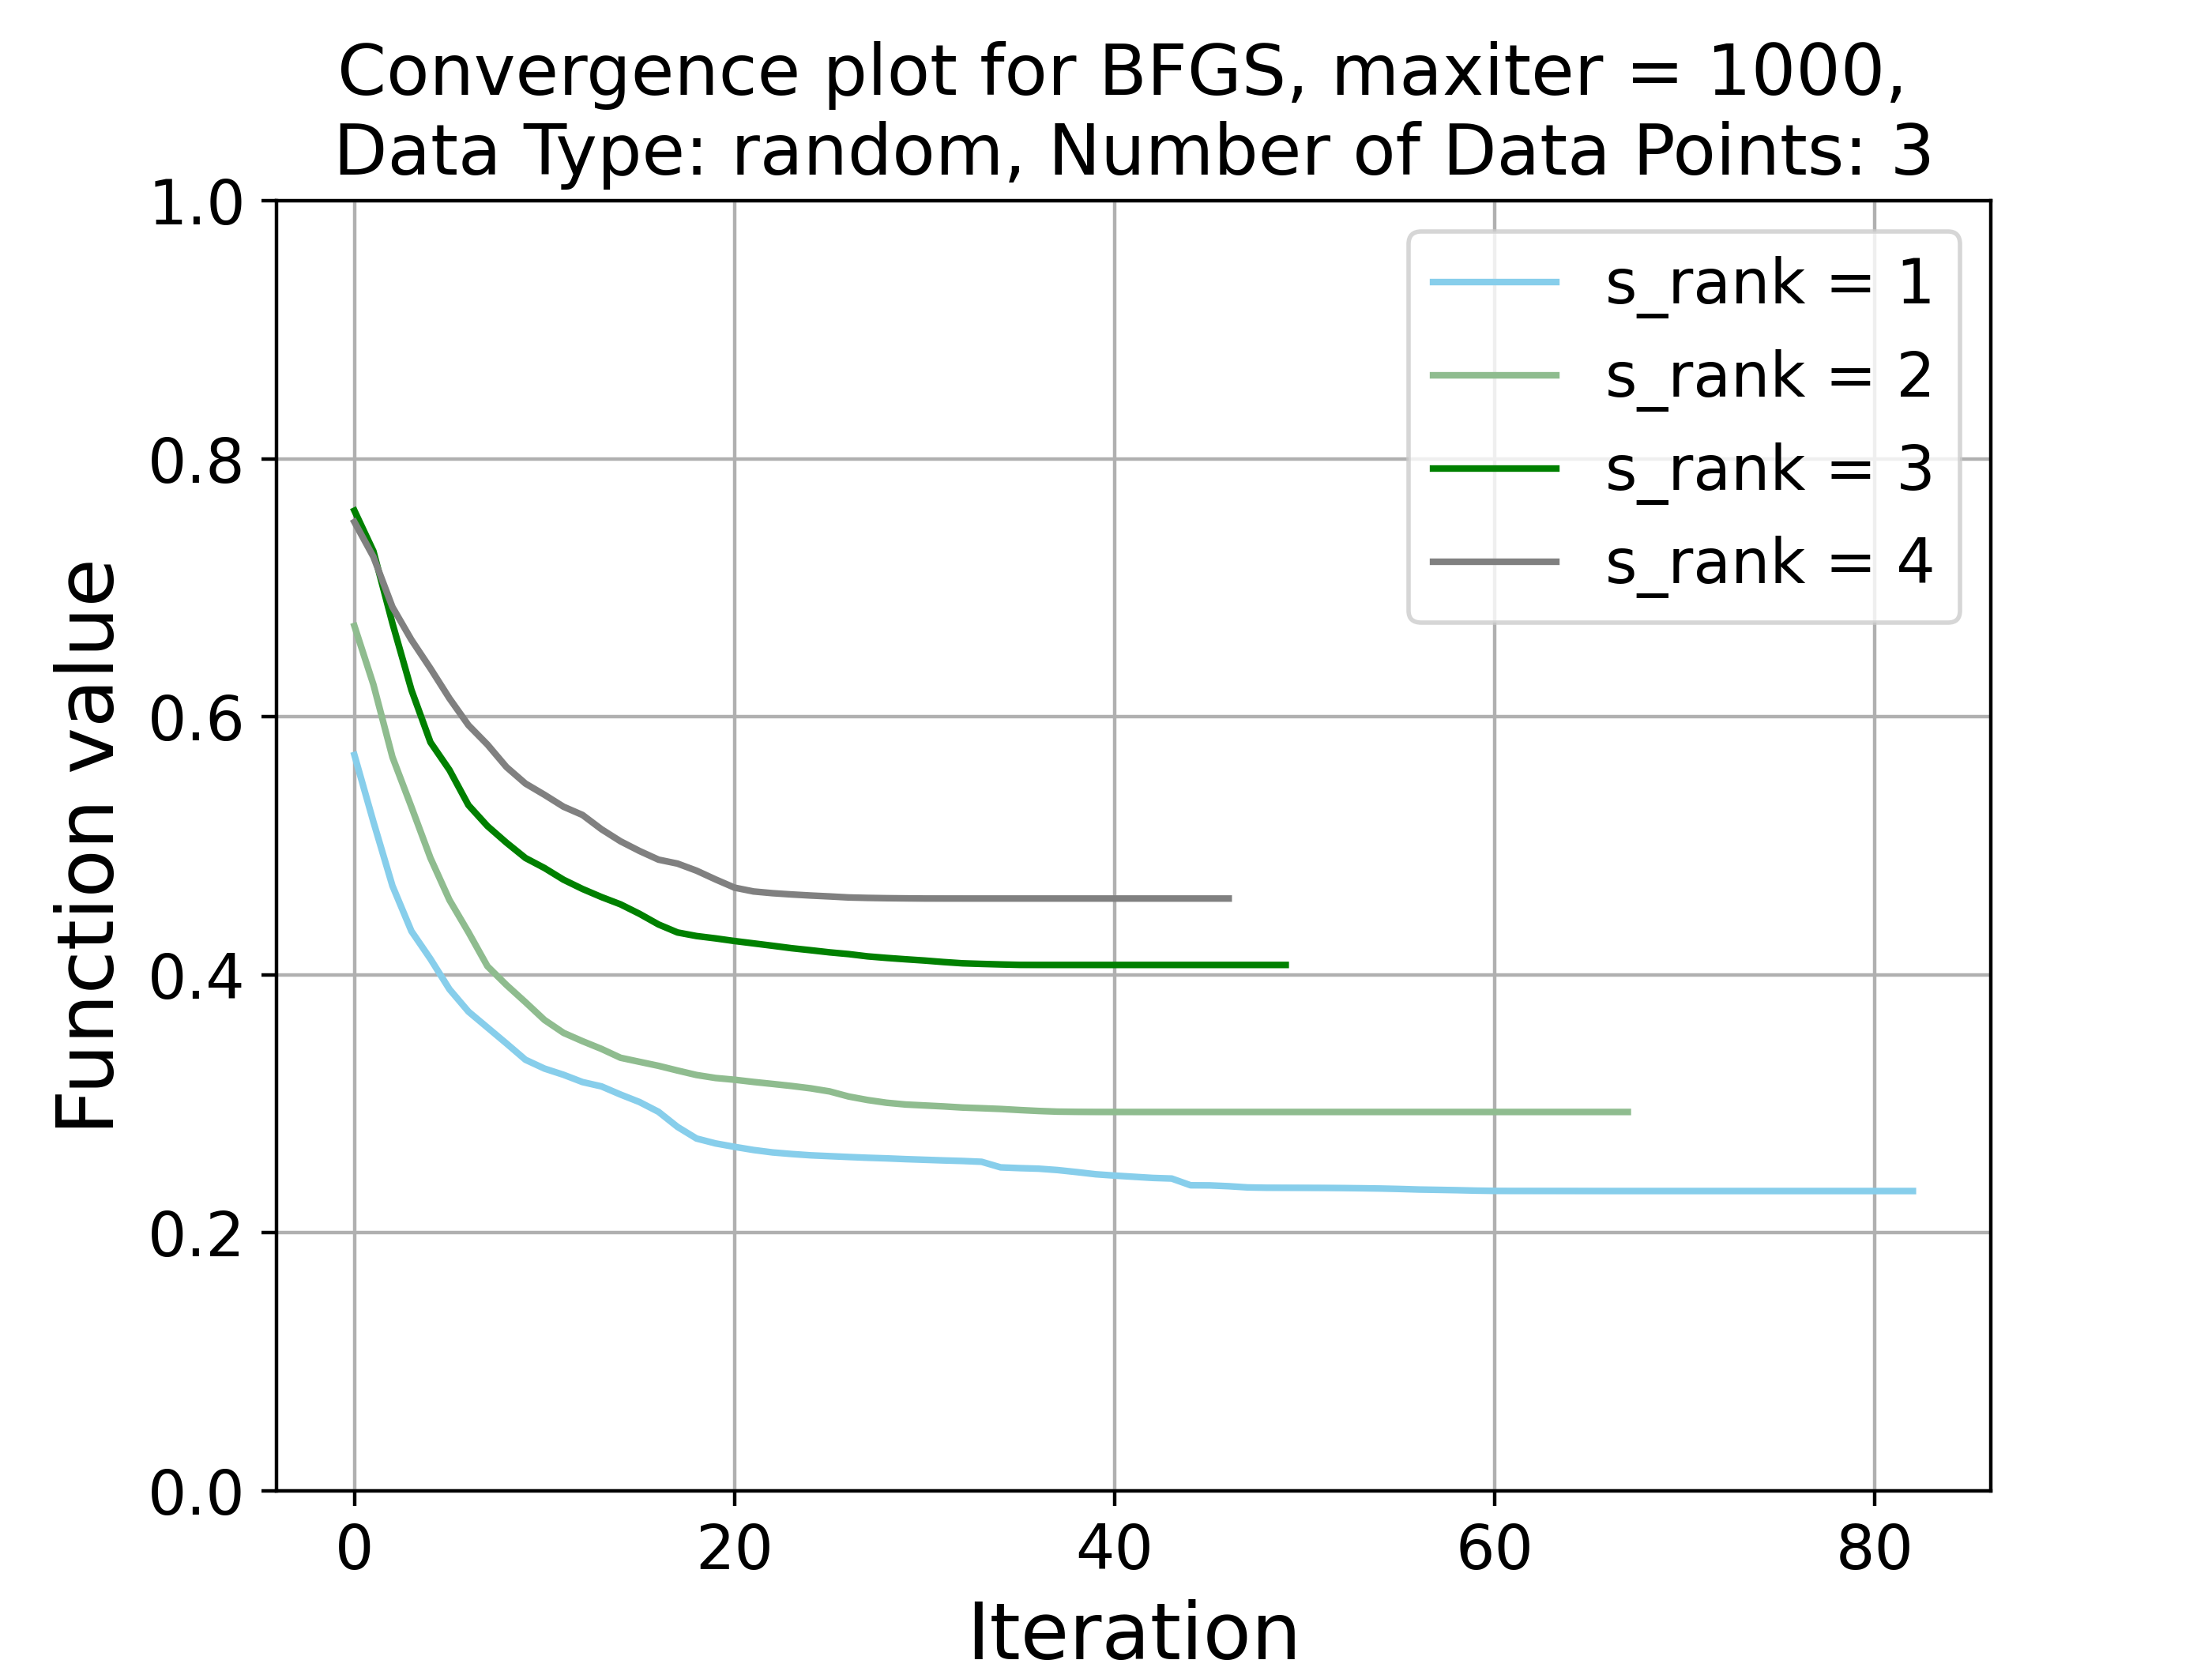 Convergence plot for BFGS, maxiter = 1000,
Data Type: random, Number of Data Points: 3
1.0
0.8
0.6
0.4
0.2
0.0
Function value
s_rank = 1
s_rank = 2
s_rank = 3
s_rank = 4
0 20 40 60 80
Iteration